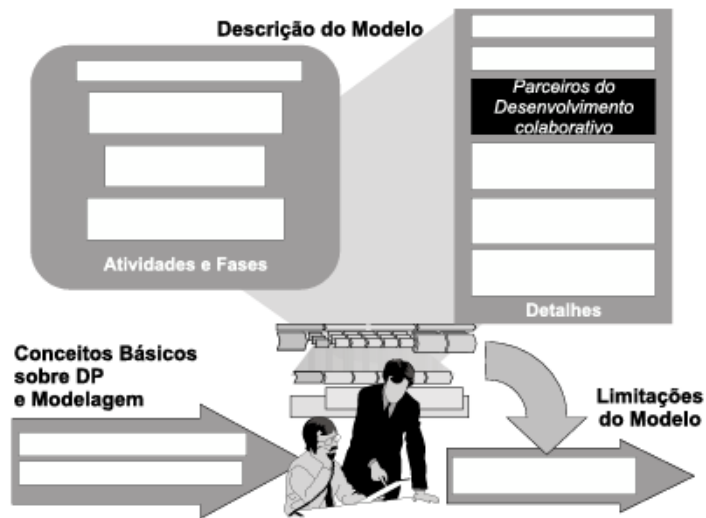 Descrição do Modelo
Parceiros do
Desenvolvimento
colaborativo
Atividades e Fases
Detalhes
Conceitos Básicos
sobre DP
e Modelagem
Limitações
do Modelo